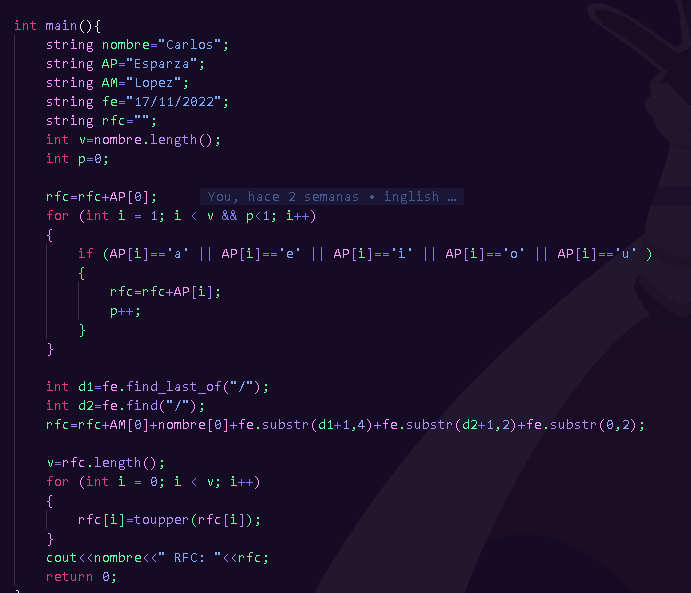 int main(){
string nombre="Carlos";
string AP="Esparza";
string AM="Lopez";
string fe="17/11/2022";
string rfc="";
int v=nombre.length();
int p=0;
rfc=rfc+AP[0]; You, hace 2 semanas • inglish …
for (int i = 1; i < v && p<1; i++)
{
if (AP[i]=='a' || AP[i]=='e' || AP[i]=='i' || AP[i]=='o' || AP[i]=='u' )
{
rfc=rfc+AP[i];
p++;
}
}
int d1=fe.find_last_of("/");
int d2=fe.find("/");
rfc=rfc+AM[0]+nombre[0]+fe.substr(d1+1,4)+fe.substr(d2+1,2)+fe.substr(0,2);
v=rfc.length();
for (int i = 0; i < v; i++)
{
rfc[i]=toupper(rfc[i]);
}
cout<<nombre<<" RFC: "<<rfc;
return 0;